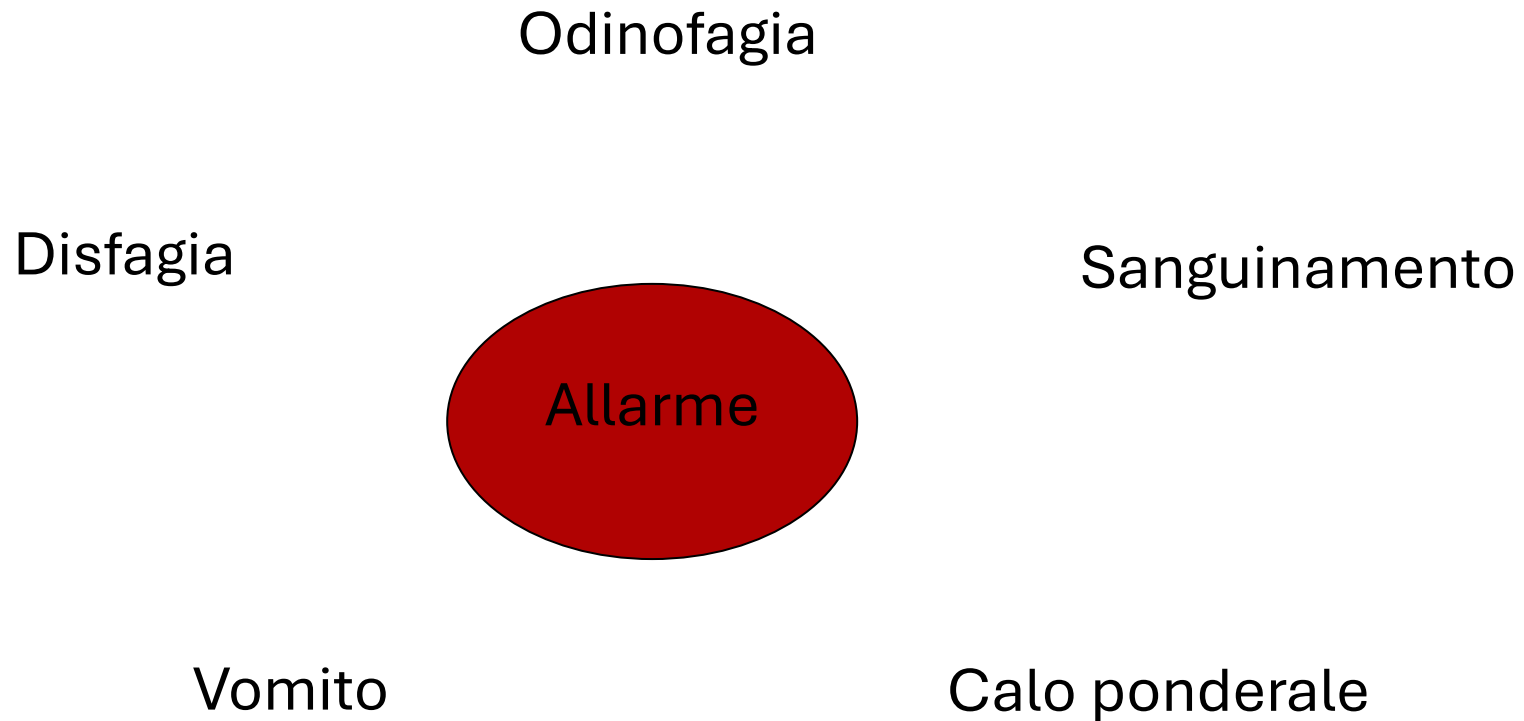 Odinofagia
Disfagia
Sanguinamento
Allarme
Vomito
Calo ponderale